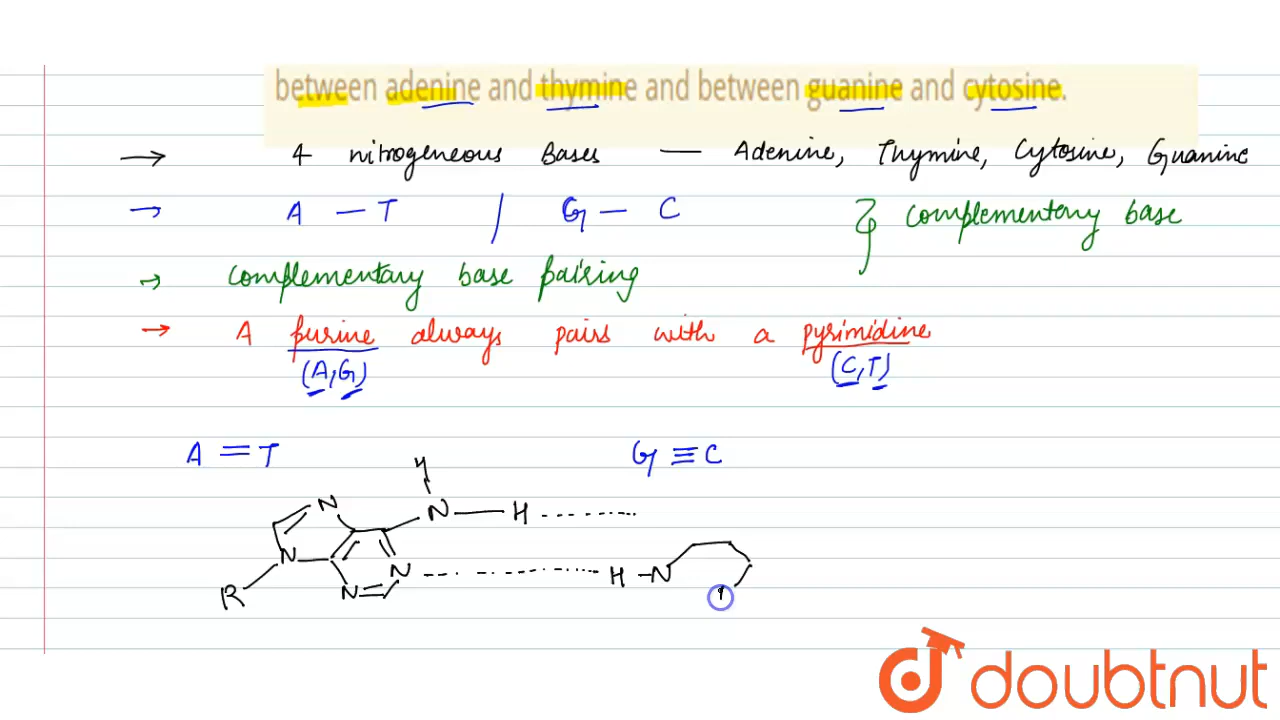 between adenine and thymine and between guanine and cytosine.
→ 4 nitrogeneous Bases — Adenine, Thymine, Cytosine, Guanine
→ A — T / G — C } complementary base
→ complementary base pairing
→ A purine always pairs with a pyrimidine
(A,G) (C,T)
A = T G ≡ C
H
N N — H
N H — N
N
R N
doubtnut